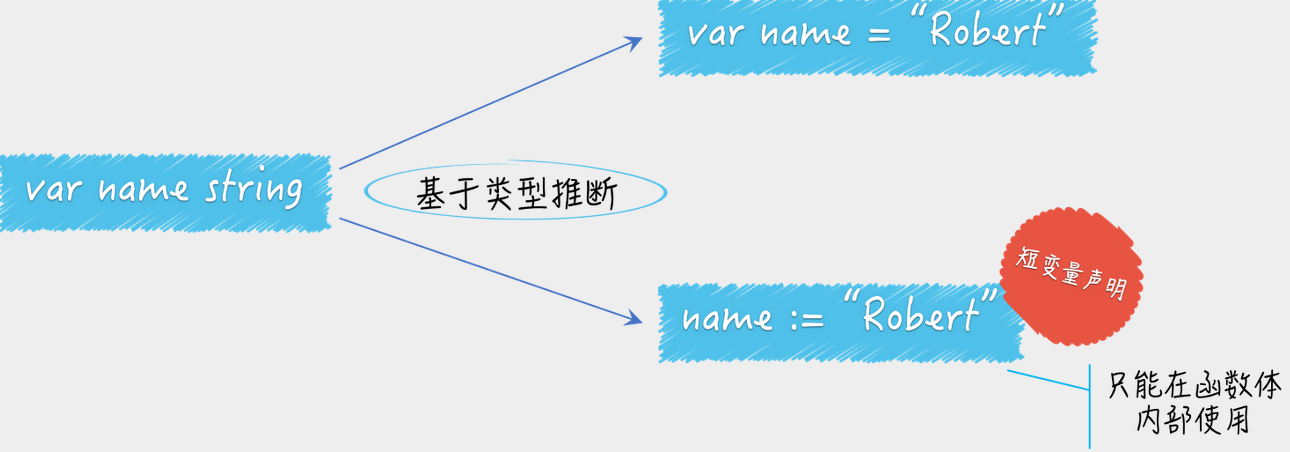 var name = “Robert”
var name string
基于类型推断
短变量声明
name := “Robert”
只能在函数体
内部使用